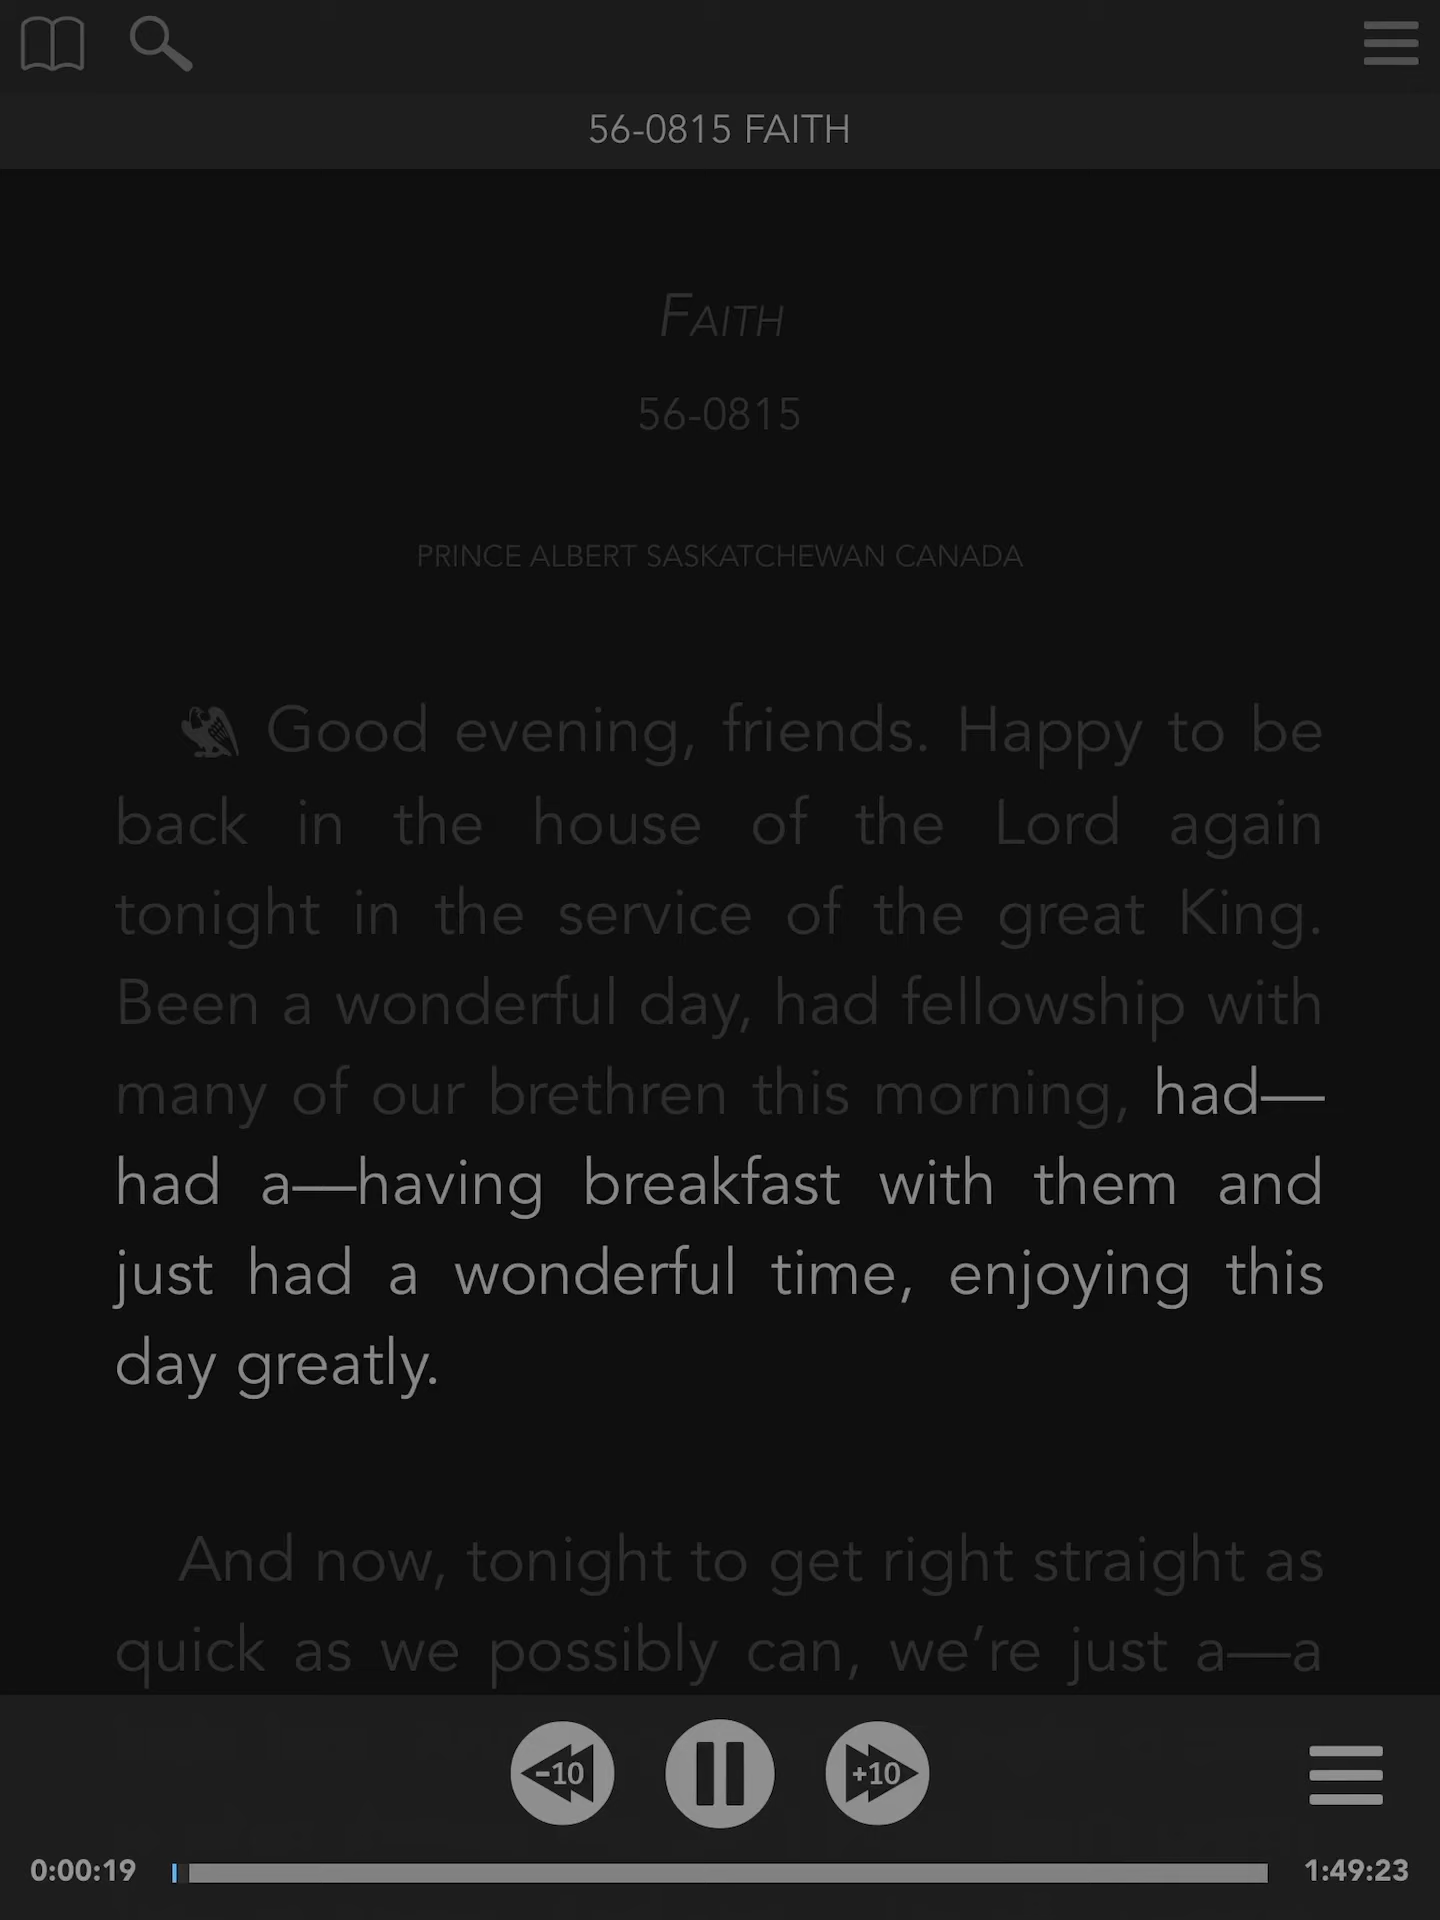 56-0815 FAITH
FAITH
56-0815
PRINCE ALBERT SASKATCHEWAN CANADA
Good evening, friends. Happy to be
back in the house of the Lord again
tonight in the service of the great King.
Been a wonderful day, had fellowship with
many of our brethren this morning, had—
had a—having breakfast with them and
just had a wonderful time, enjoying this
day greatly.
And now, tonight to get right straight as
quick as we possibly can, we’re just a—a
-10 +10
0:00:19 1:49:23